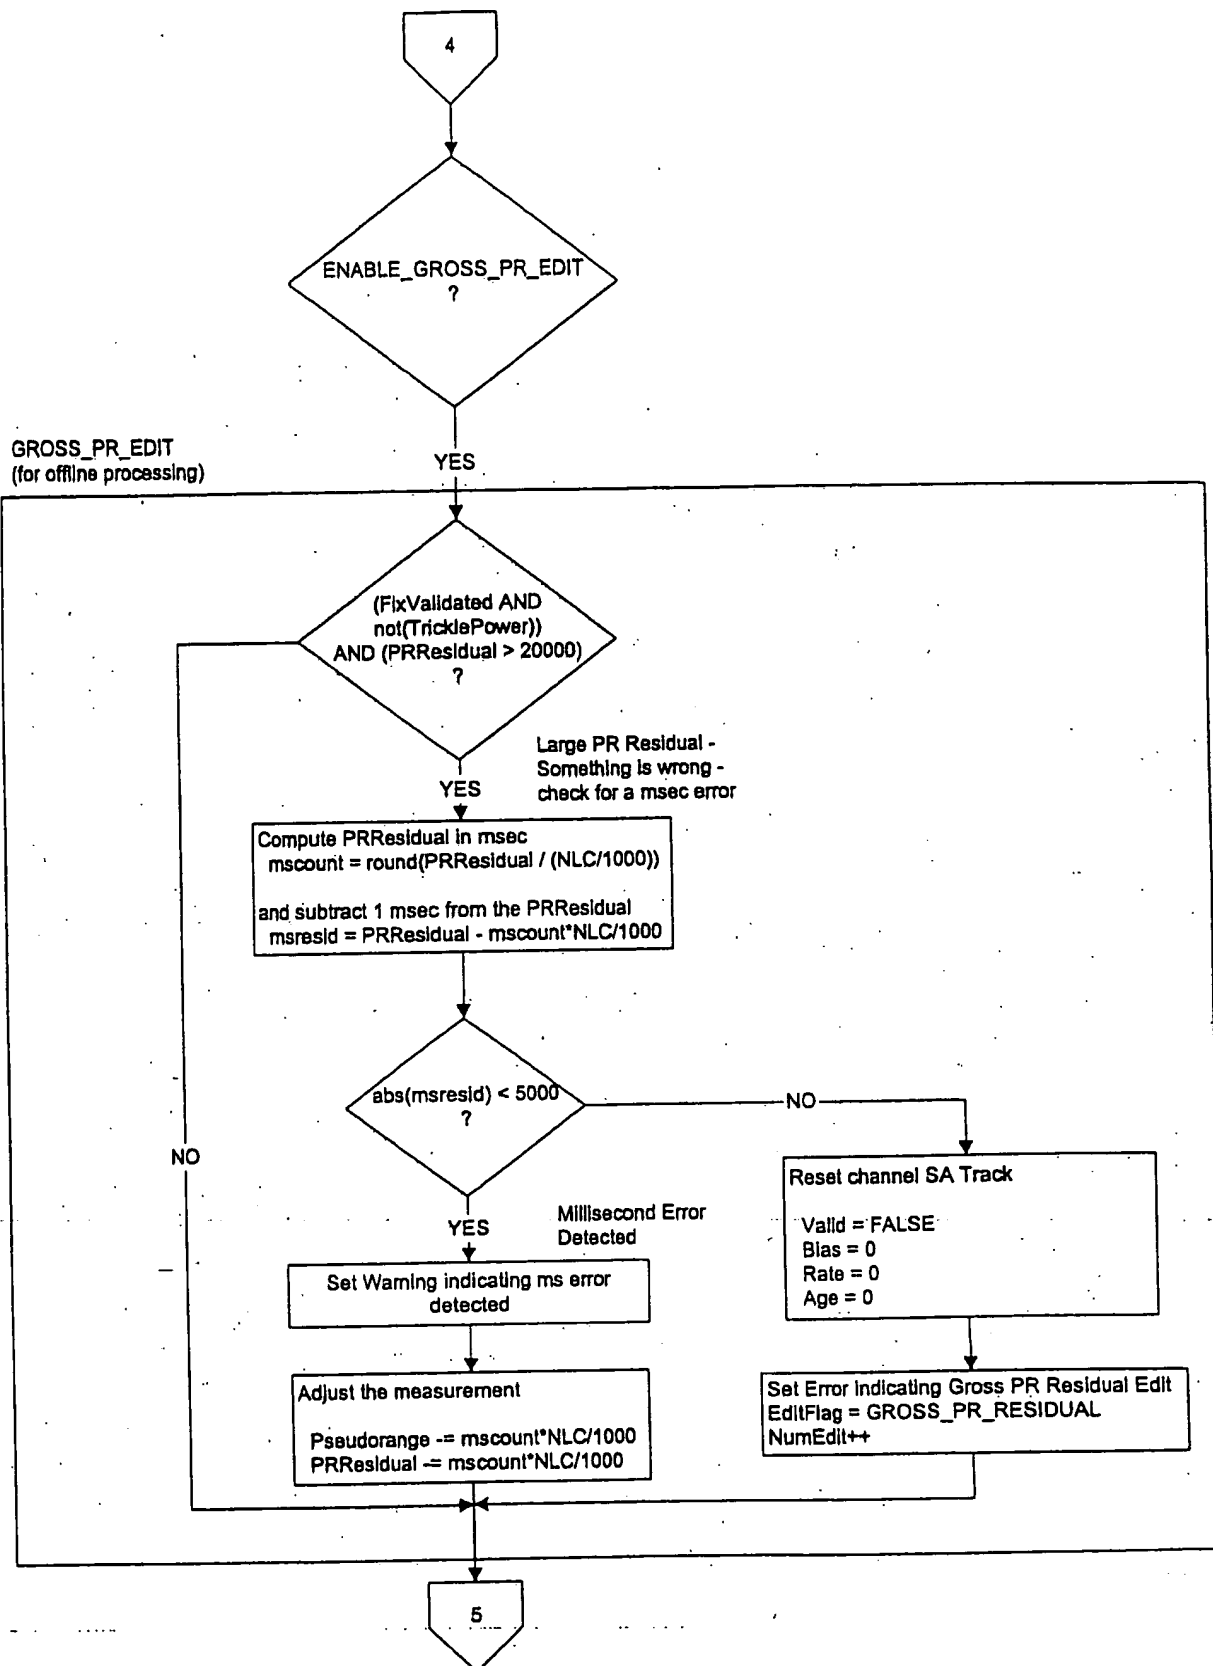 4
ENABLE_GROSS_PR_EDIT
?
GROSS_PR_EDIT
(for offline processing)
YES
(FixValidated AND
not(TricklePower))
AND (PRResidual > 20000)
?
Large PR Residual -
Something is wrong -
check for a msec error
YES
Compute PRResidual in msec
mscount = round(PRResidual / (NLC/1000))
and subtract 1 msec from the PRResidual
msresid = PRResidual - mscount*NLC/1000
abs(msresid) < 5000
?
NO
NO
Reset channel SA Track
Valid = FALSE
Bias = 0
Rate = 0
Age = 0
YES
Millisecond Error
Detected
Set Warning indicating ms error
detected
Adjust the measurement
Pseudorange -= mscount*NLC/1000
PRResidual -= mscount*NLC/1000
Set Error indicating Gross PR Residual Edit
EditFlag = GROSS_PR_RESIDUAL
NumEdit++
5